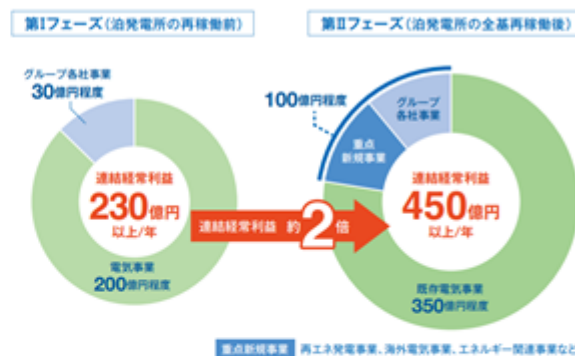 第Ⅰフェーズ(泊発電所の再稼働前)
グループ各社事業
30億円程度
連結経常利益
230億円
以上/年
電気事業
200億円程度
連結経常利益 約2倍
第Ⅱフェーズ(泊発電所の全基再稼働後)
100億円程度
グループ
各社事業
重点
新規事業
連結経常利益
450億円
以上/年
既存電気事業
350億円程度
重点新規事業 再エネ発電事業、海外電気事業、エネルギー関連事業など